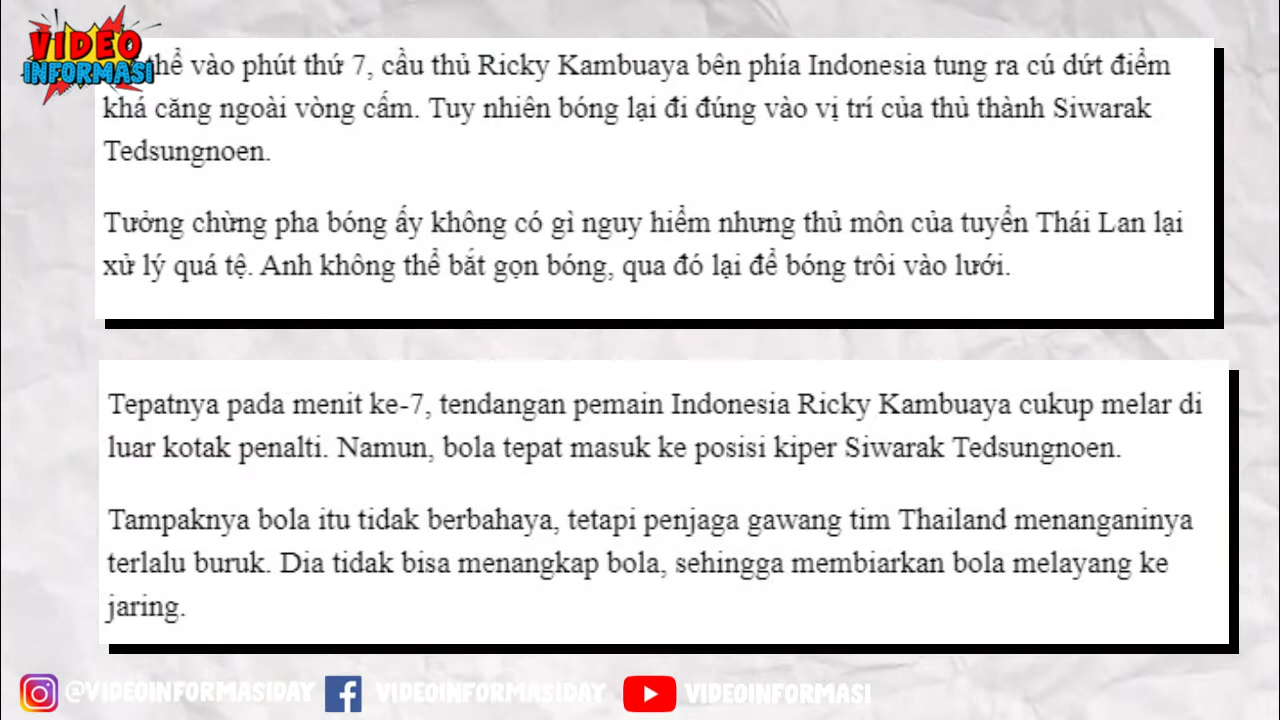 VIDEO
INFORMASI
thể vào phút thứ 7, cầu thủ Ricky Kambuaya bên phía Indonesia tung ra cú dứt điểm
khá căng ngoài vòng cấm. Tuy nhiên bóng lại đi đúng vào vị trí của thủ thành Siwarak
Tedsungnoen.
Tưởng chừng pha bóng ấy không có gì nguy hiểm nhưng thủ môn của tuyển Thái Lan lại
xử lý quá tệ. Anh không thể bắt gọn bóng, qua đó lại để bóng trôi vào lưới.
Tepatnya pada menit ke-7, tendangan pemain Indonesia Ricky Kambuaya cukup melar di
luar kotak penalti. Namun, bola tepat masuk ke posisi kiper Siwarak Tedsungnoen.
Tampaknya bola itu tidak berbahaya, tetapi penjaga gawang tim Thailand menanganinya
terlalu buruk. Dia tidak bisa menangkap bola, sehingga membiarkan bola melayang ke
jaring.
@VIDEOINFORMASIDAY VIDEOINFORMASIDAY VIDEOINFORMASI